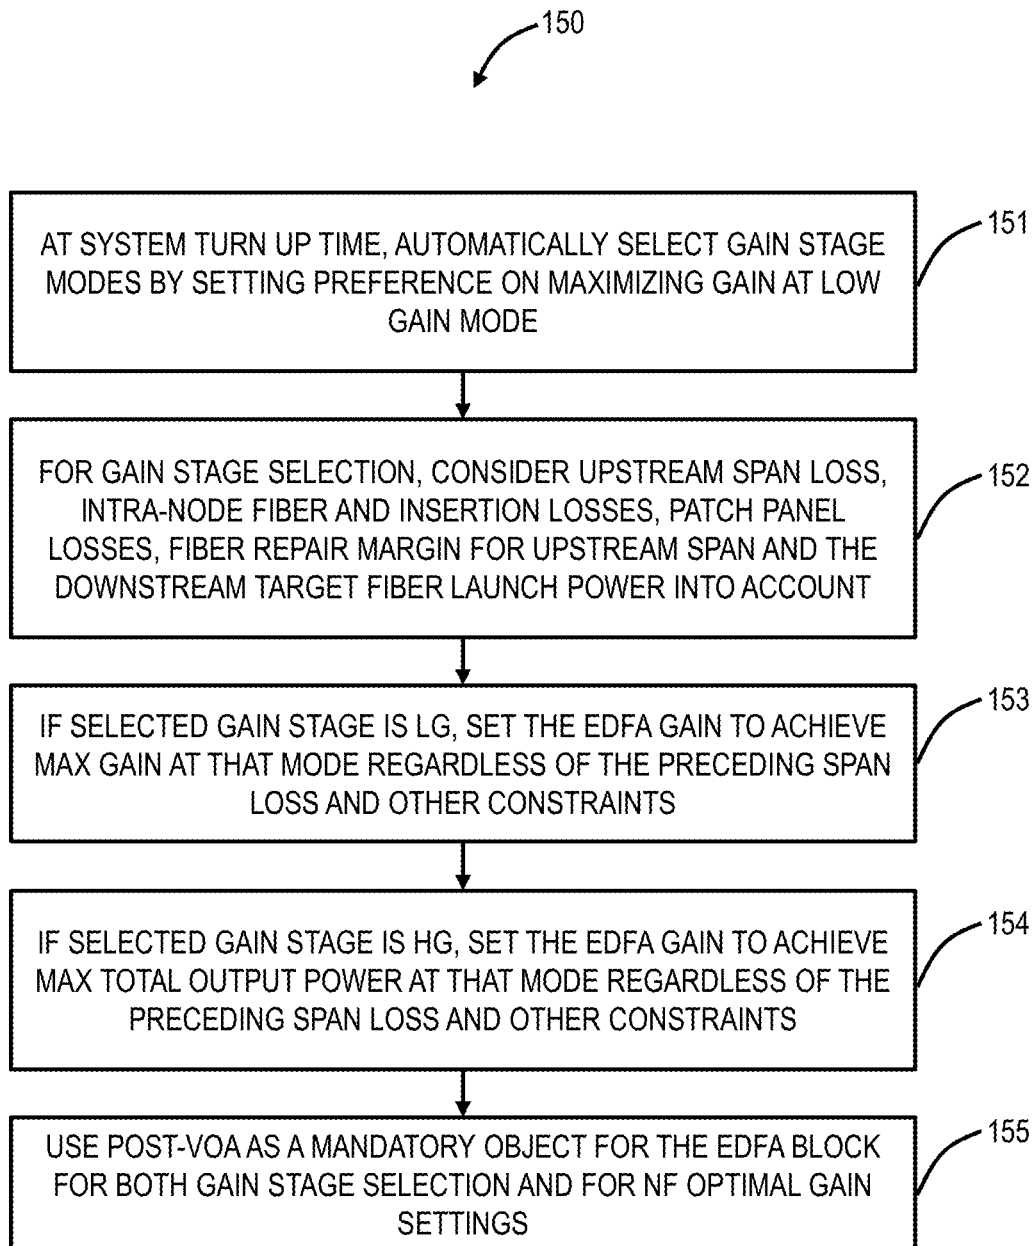 150
AT SYSTEM TURN UP TIME, AUTOMATICALLY SELECT GAIN STAGE
MODES BY SETTING PREFERENCE ON MAXIMIZING GAIN AT LOW
GAIN MODE
151
FOR GAIN STAGE SELECTION, CONSIDER UPSTREAM SPAN LOSS,
INTRA-NODE FIBER AND INSERTION LOSSES, PATCH PANEL
LOSSES, FIBER REPAIR MARGIN FOR UPSTREAM SPAN AND THE
DOWNSTREAM TARGET FIBER LAUNCH POWER INTO ACCOUNT
152
IF SELECTED GAIN STAGE IS LG, SET THE EDFA GAIN TO ACHIEVE
MAX GAIN AT THAT MODE REGARDLESS OF THE PRECEDING SPAN
LOSS AND OTHER CONSTRAINTS
153
IF SELECTED GAIN STAGE IS HG, SET THE EDFA GAIN TO ACHIEVE
MAX TOTAL OUTPUT POWER AT THAT MODE REGARDLESS OF THE
PRECEDING SPAN LOSS AND OTHER CONSTRAINTS
154
USE POST-VOA AS A MANDATORY OBJECT FOR THE EDFA BLOCK
FOR BOTH GAIN STAGE SELECTION AND FOR NF OPTIMAL GAIN
SETTINGS
155